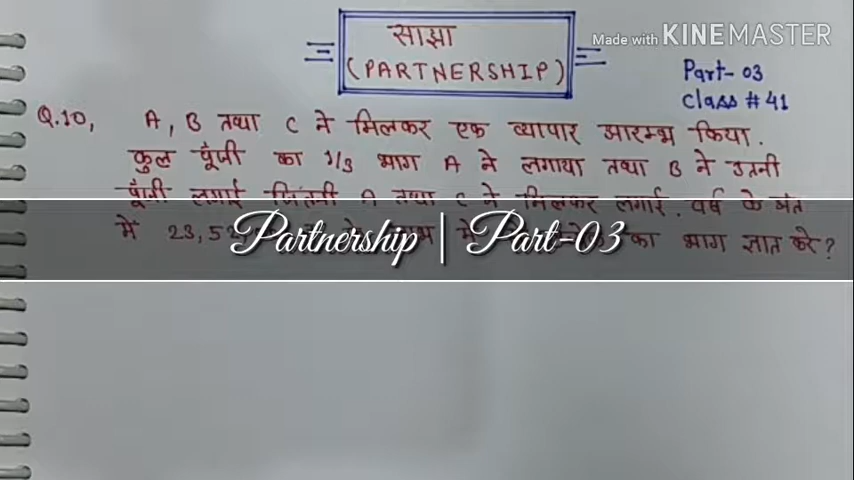 साझा
(PARTNERSHIP)
Made with KINEMASTER
Part-03
Class #41
Q.10, A, B तथा C ने मिलकर एक व्यापार आरम्भ किया.
कुल पूँजी का 1/3 भाग A ने लगाया तथा B ने उतनी
पूँजी लगाई जितनी A तथा C ने मिलकर लगाई. वर्ष के अंत
में 23,5 का भाग ज्ञात करे?
Partnership | Part-03